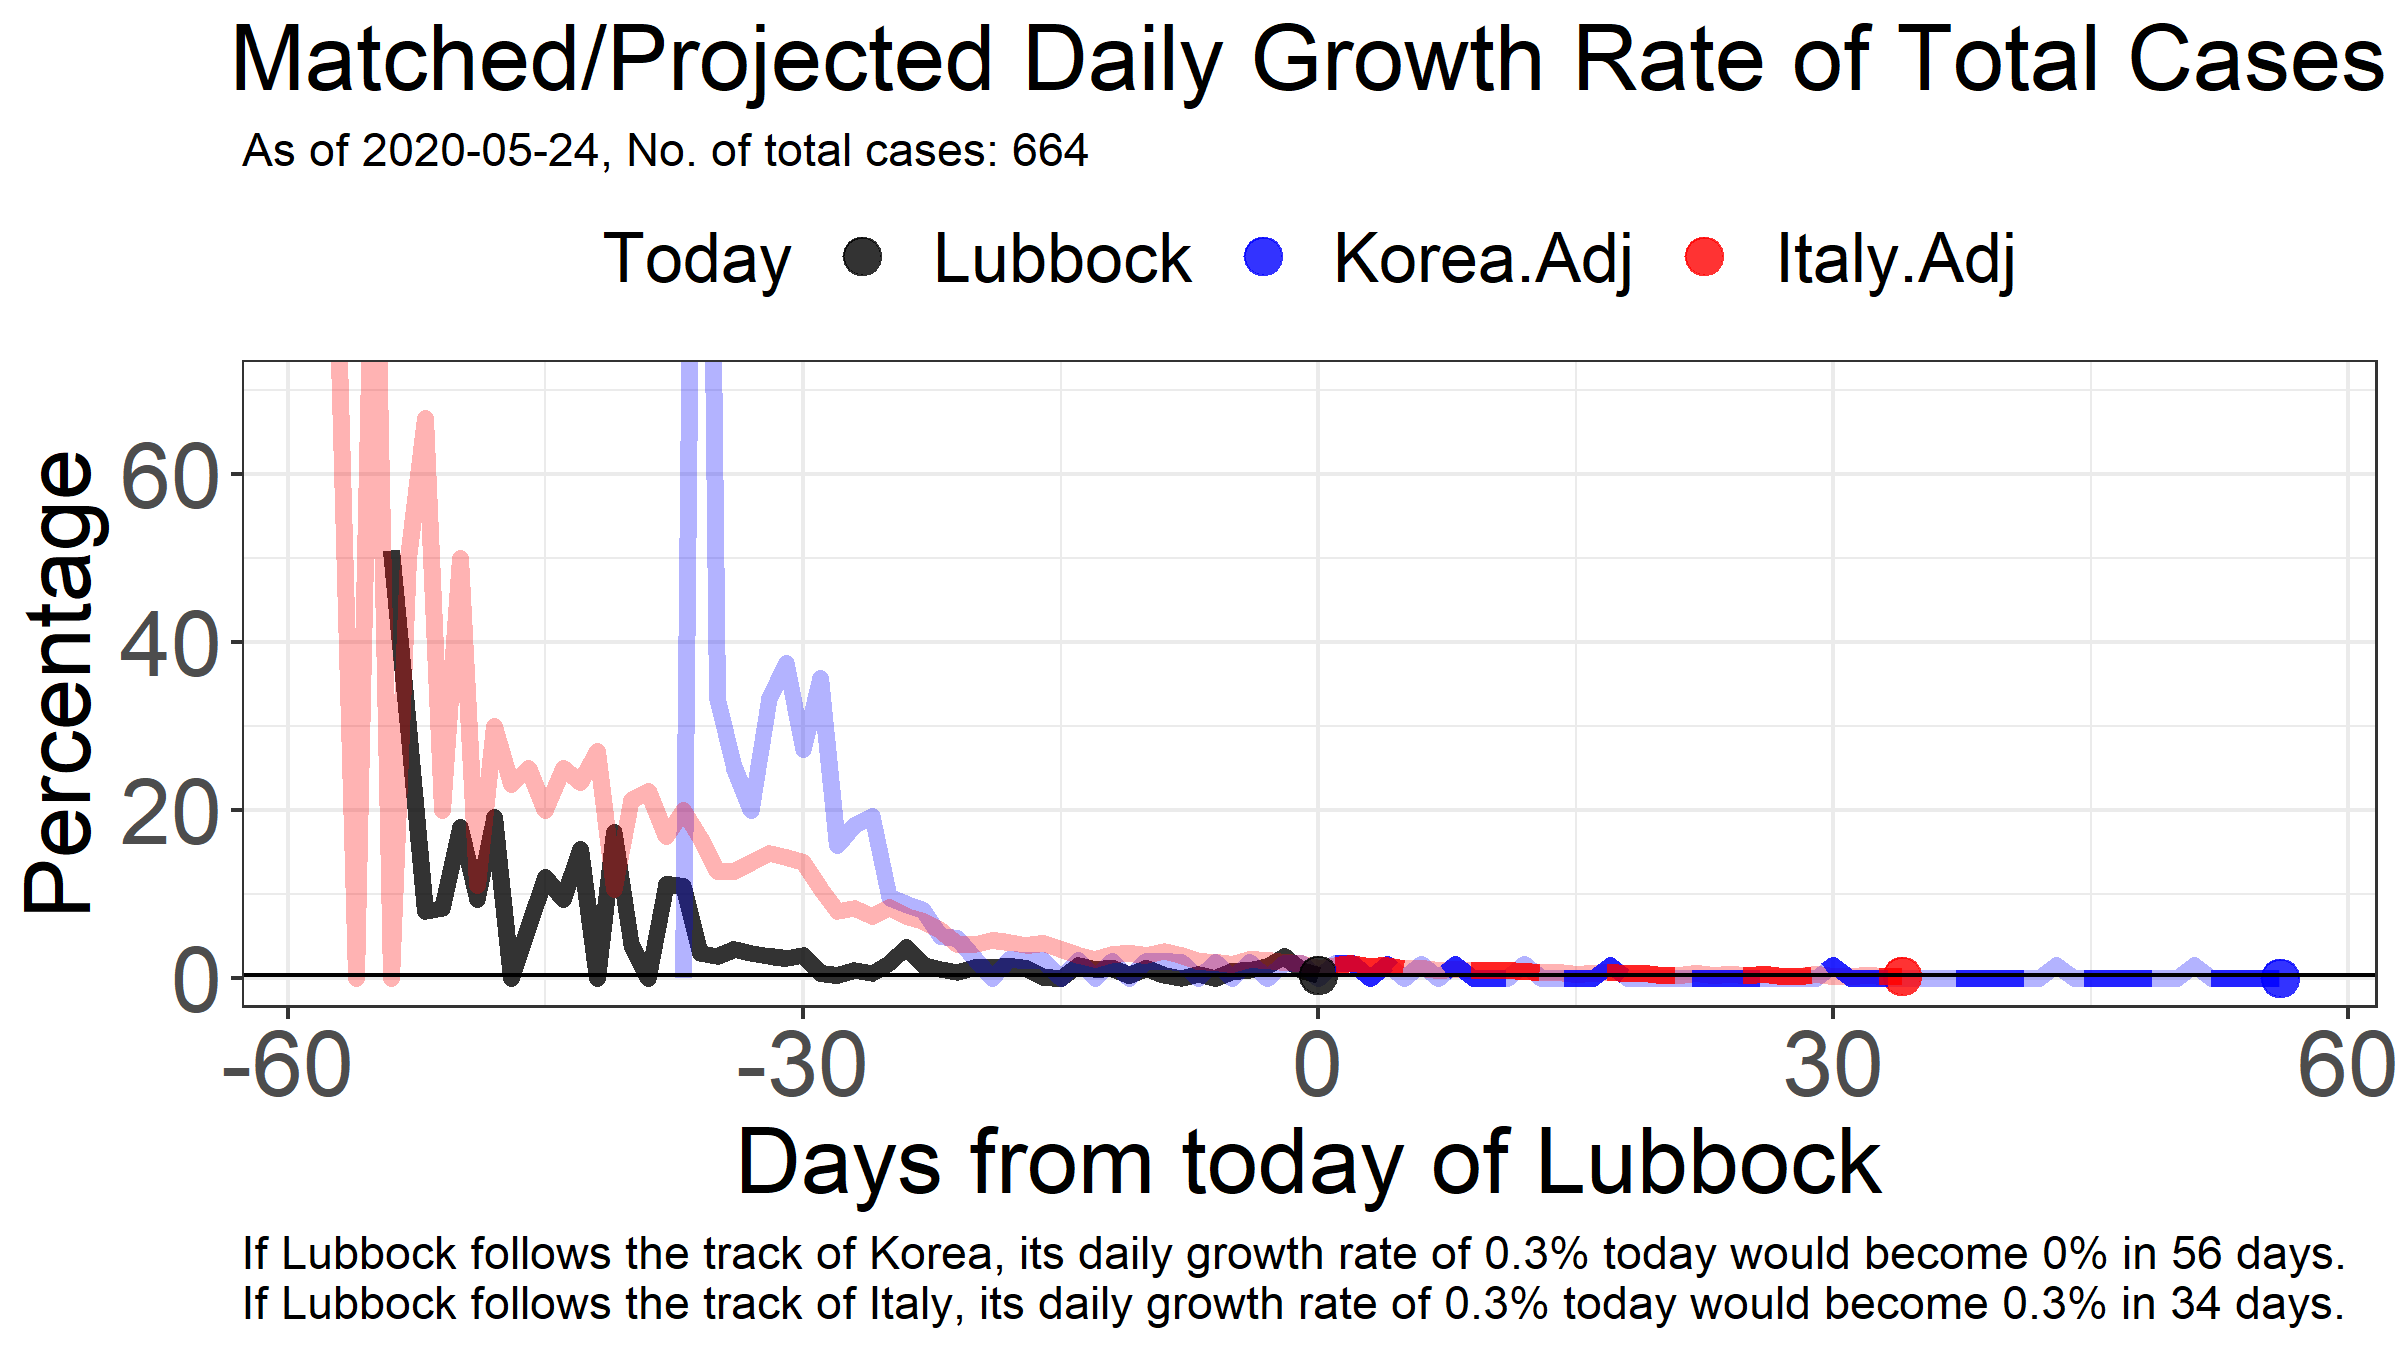 Matched/Projected Daily Growth Rate of Total Cases
As of 2020-05-24, No. of total cases: 664
Today Lubbock Korea.Adj Italy.Adj
Percentage
60
40
20
0
-60 -30 0 30 60
Days from today of Lubbock
If Lubbock follows the track of Korea, its daily growth rate of 0.3% today would become 0% in 56 days.
If Lubbock follows the track of Italy, its daily growth rate of 0.3% today would become 0.3% in 34 days.